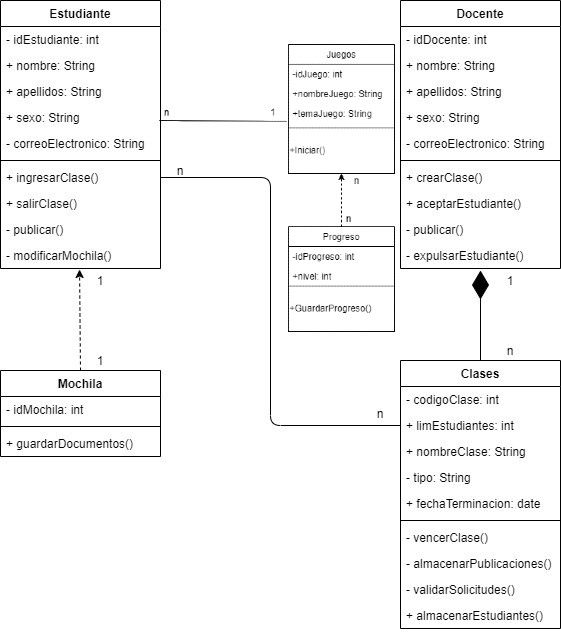 Estudiante
- idEstudiante: int
+ nombre: String
+ apellidos: String
+ sexo: String
- correoElectronico: String
+ ingresarClase()
+ salirClase()
- publicar()
- modificarMochila()
n
1
n
1
1
Juegos
-idJuego: int
+nombreJuego: String
+temaJuego: String
+Iniciar()
n
n
Progreso
-idProgreso: int
+nivel: int
+GuardarProgreso()
Docente
- idDocente: int
+ nombre: String
+ apellidos: String
+ sexo: String
- correoElectronico: String
+ crearClase()
+ aceptarEstudiante()
- publicar()
- expulsarEstudiante()
1
n
Mochila
- idMochila: int
+ guardarDocumentos()
n
Clases
- codigoClase: int
+ limEstudiantes: int
+ nombreClase: String
- tipo: String
+ fechaTerminacion: date
- vencerClase()
- almacenarPublicaciones()
- validarSolicitudes()
+ almacenarEstudiantes()